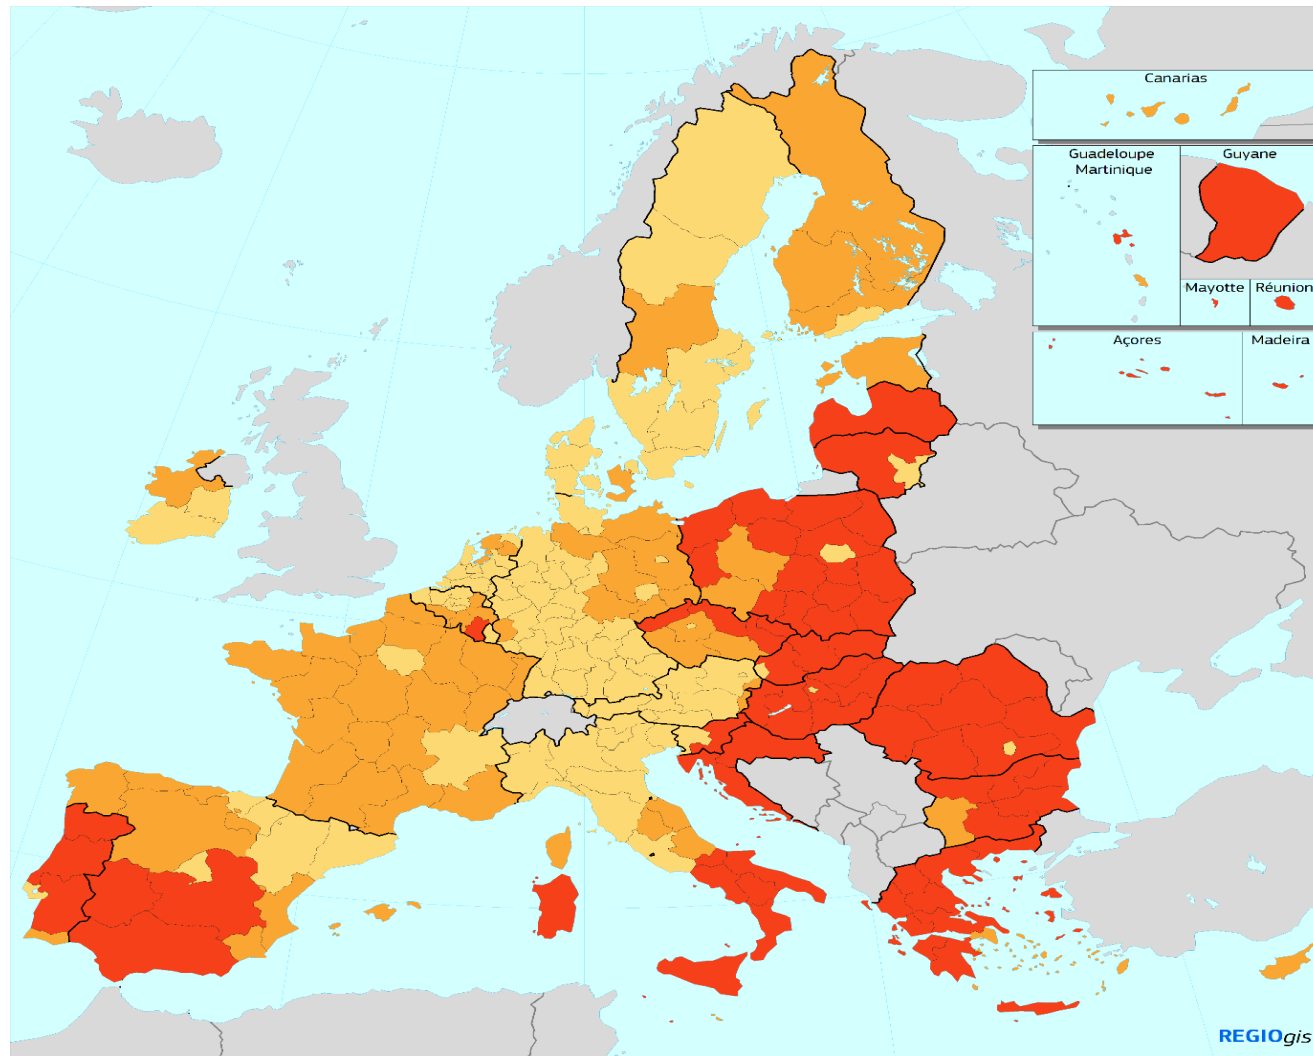 Canarias
Guadeloupe
Martinique
Guyane
Mayotte
Réunion
Açores
Madeira
REGIOgis